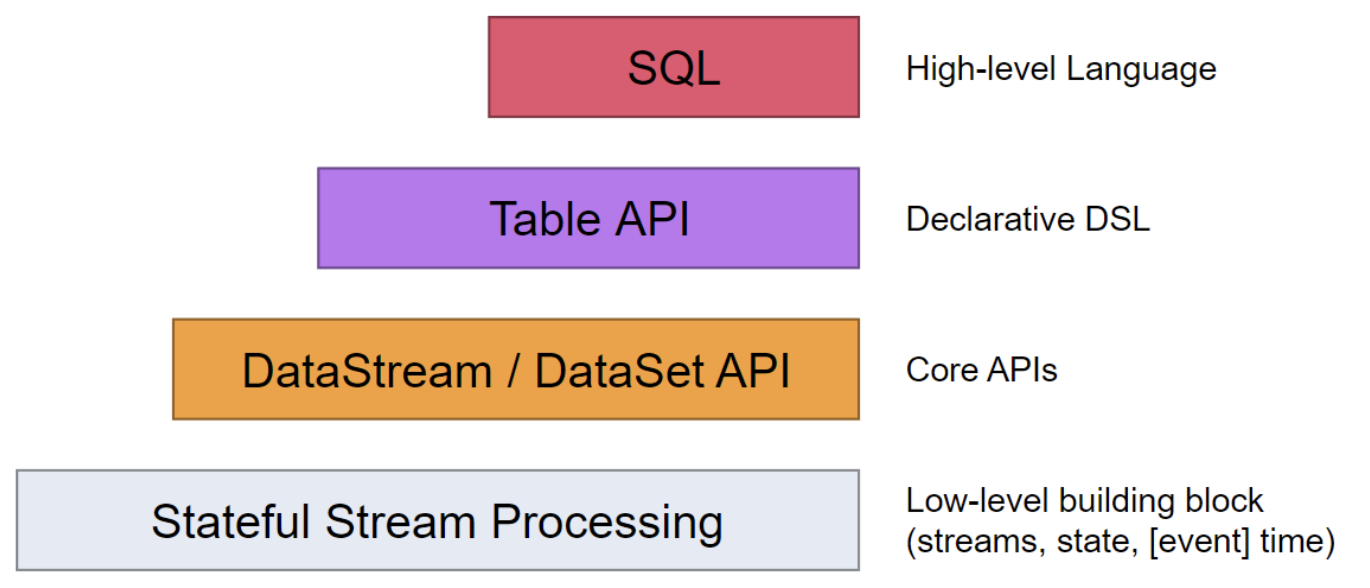 SQL
High-level Language
Table API
Declarative DSL
DataStream / DataSet API
Core APIs
Stateful Stream Processing
Low-level building block
(streams, state, [event] time)